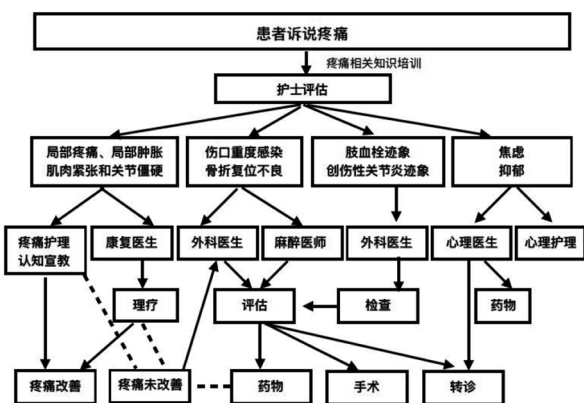 患者诉说疼痛
疼痛相关知识培训
护士评估
局部疼痛、局部肿胀
肌肉紧张和关节僵硬
伤口重度感染
骨折复位不良
肢血栓迹象
创伤性关节炎迹象
焦虑
抑郁
疼痛护理
认知宣教
康复医生
外科医生
麻醉医师
外科医生
心理医生
心理护理
理疗
评估
检查
药物
疼痛改善
疼痛未改善
药物
手术
转诊